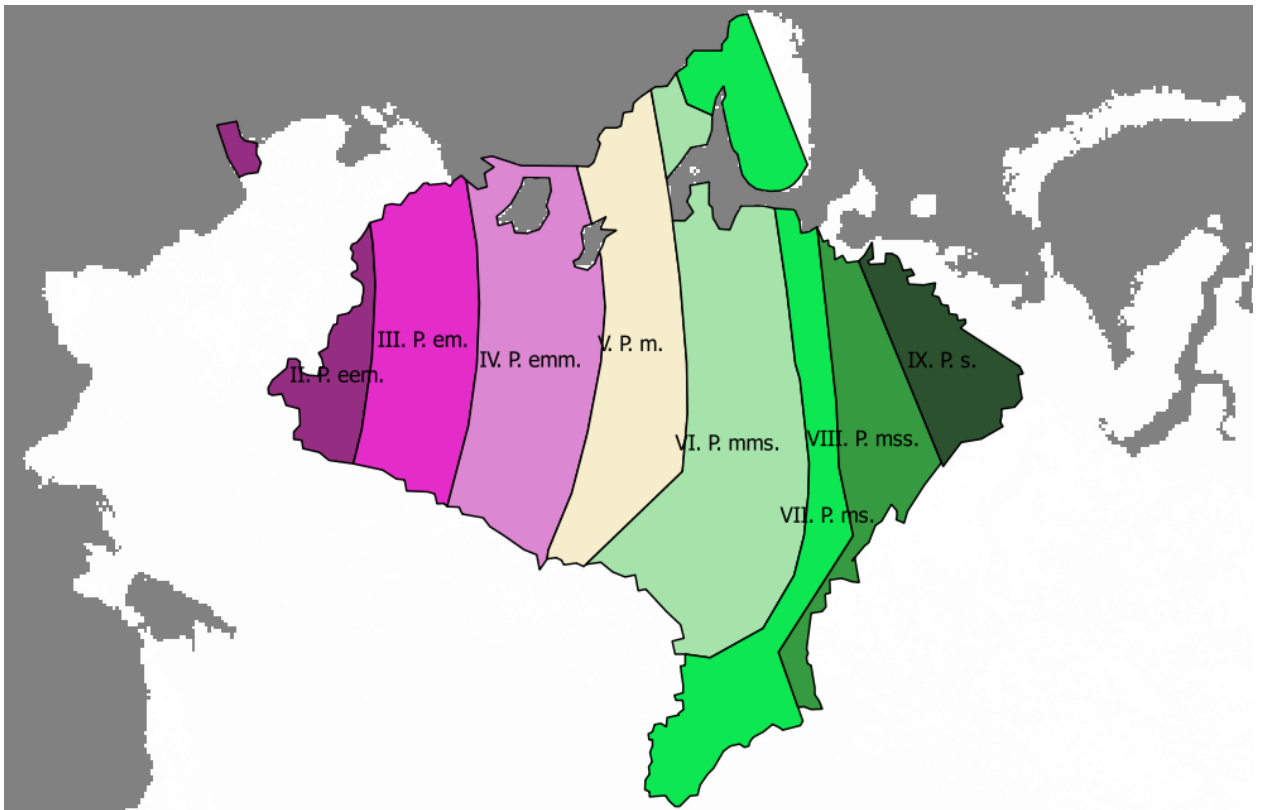 II. P. eem.
III. P. em.
IV. P. emm.
V. P. m.
VI. P. mms.
VII. P. ms.
VIII. P. mss.
IX. P. s.